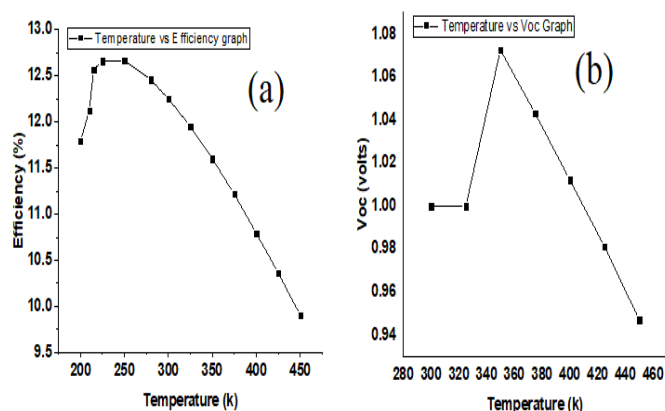 Temperature vs Efficiency graph
(a)
13.0
12.5
12.0
11.5
11.0
10.5
10.0
9.5
Efficiency (%)
200 250 300 350 400 450
Temperature (k)
Temperature vs Voc Graph
(b)
1.08
1.06
1.04
1.02
1.00
0.98
0.96
0.94
Voc (volts)
280 300 320 340 360 380 400 420 440 460
Temperature (k)